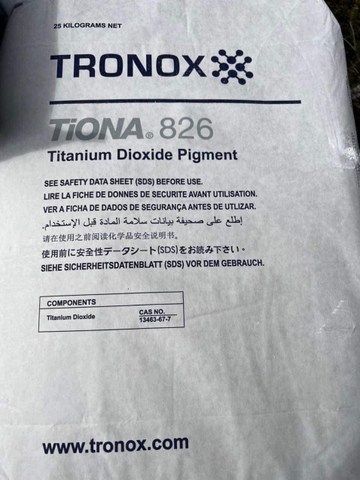 25 KILOGRAMS NET
TRONOX
TiONA® 826
Titanium Dioxide Pigment
SEE SAFETY DATA SHEET (SDS) BEFORE USE.
LIRE LA FICHE DE DONNES DE SECURITE AVANT UTILISATION.
VER A FICHA DE DADOS DE SEGURANÇA ANTES DE UTLIZAR.
إطلع على صحيفة بيانات سلامة المادة قبل الإستخدام.
请在使用之前阅读化学品安全说明书。
使用前に安全性データシート(SDS)をお読み下さい。
SIEHE SICHERHEITSDATENBLATT (SDS) VOR DEM GEBRAUCH.
COMPONENTS
Titanium Dioxide
CAS NO.
13463-67-7
www.tronox.com